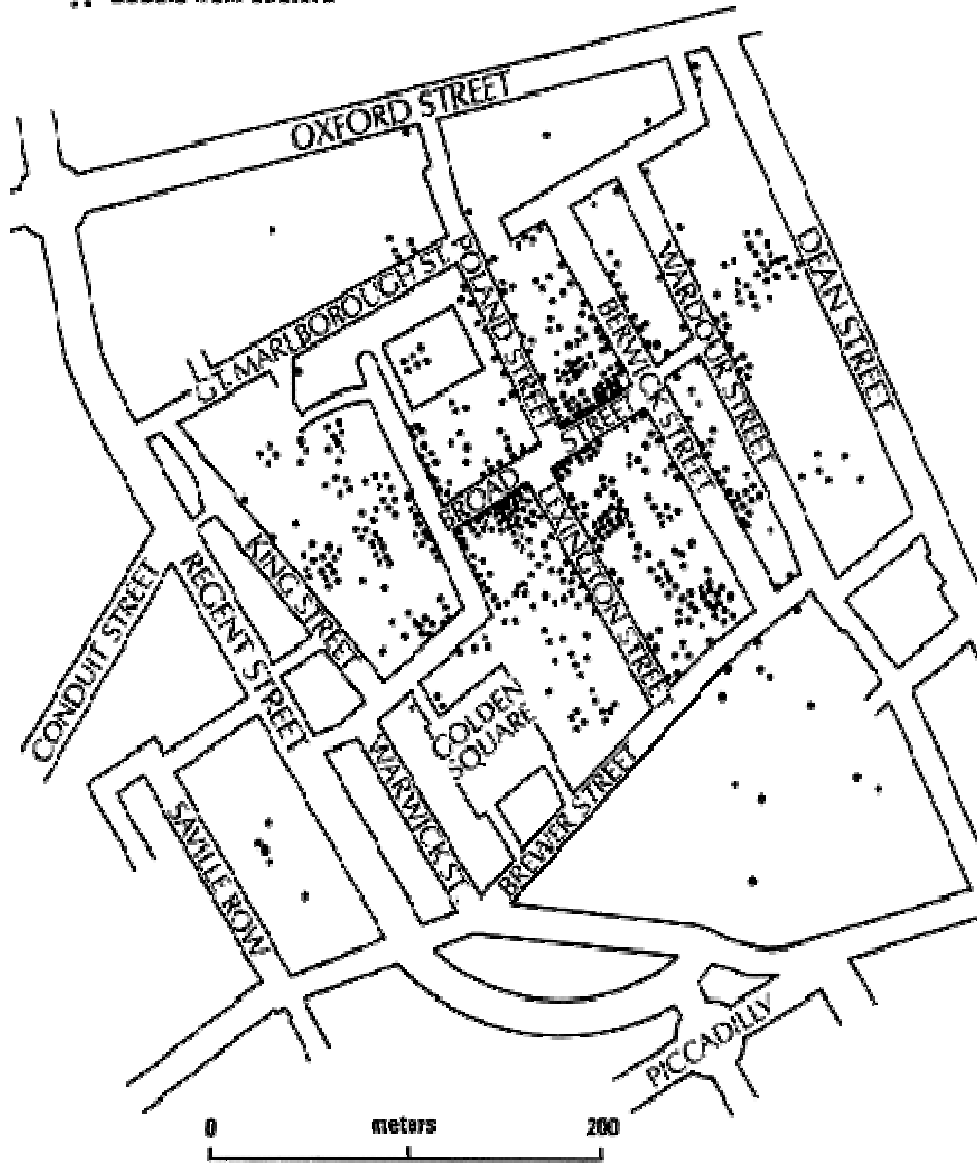 OXFORD STREET
GT. MARLBOROUGH ST.
POLAND STREET
BERWICK STREET
WARDOUR STREET
DEAN STREET
BROAD STREET
LEXINGTON STREET
KING STREET
REGENT STREET
CONDUIT STREET
GOLDEN SQUARE
WARWICK ST.
BREWER STREET
SAVILLE ROW
PICCADILLY
0 meters 200